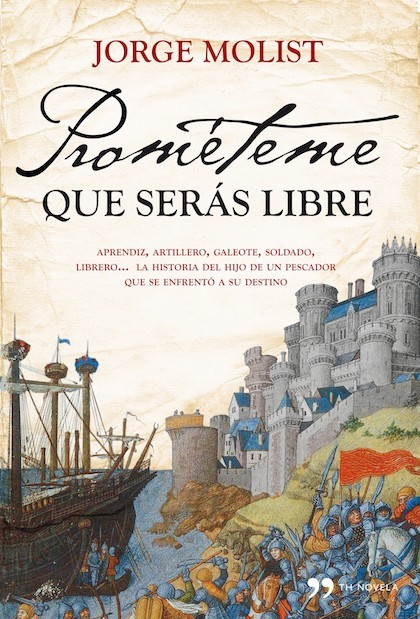 JORGE MOLIST
Prométeme
QUE SERÁS LIBRE
APRENDIZ, ARTILLERO, GALEOTE, SOLDADO,
LIBRERO... LA HISTORIA DEL HIJO DE UN PESCADOR
QUE SE ENFRENTÓ A SU DESTINO
TH NOVELA